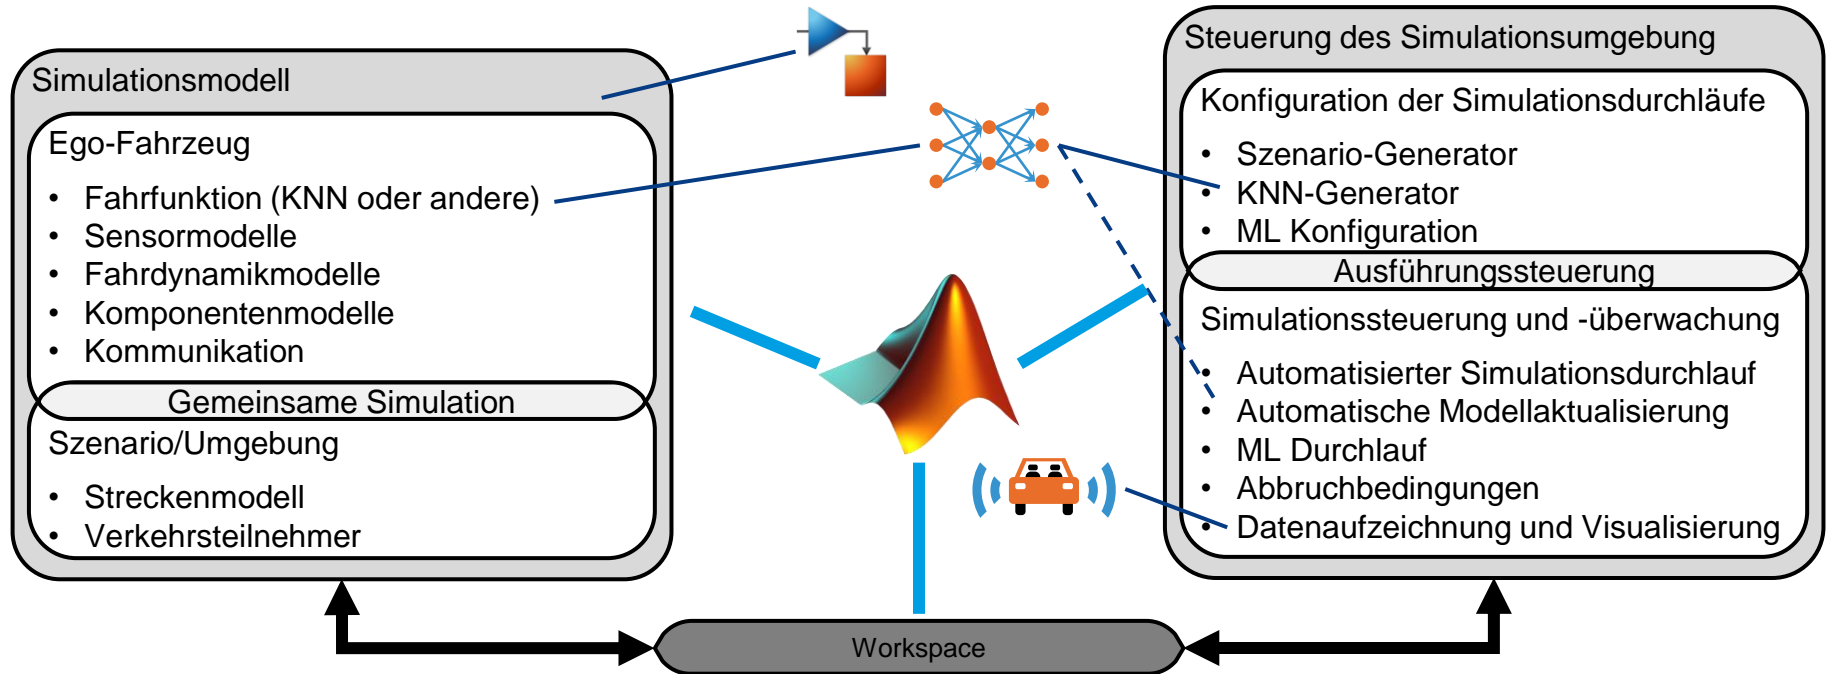 Simulationsmodell
Ego-Fahrzeug
• Fahrfunktion (KNN oder andere)
• Sensormodelle
• Fahrdynamikmodelle
• Komponentenmodelle
• Kommunikation
Gemeinsame Simulation
Szenario/Umgebung
• Streckenmodell
• Verkehrsteilnehmer
Steuerung des Simulationsumgebung
Konfiguration der Simulationsdurchläufe
• Szenario-Generator
• KNN-Generator
• ML Konfiguration
Ausführungssteuerung
Simulationssteuerung und -überwachung
• Automatisierter Simulationsdurchlauf
• Automatische Modellaktualisierung
• ML Durchlauf
• Abbruchbedingungen
• Datenaufzeichnung und Visualisierung
Workspace